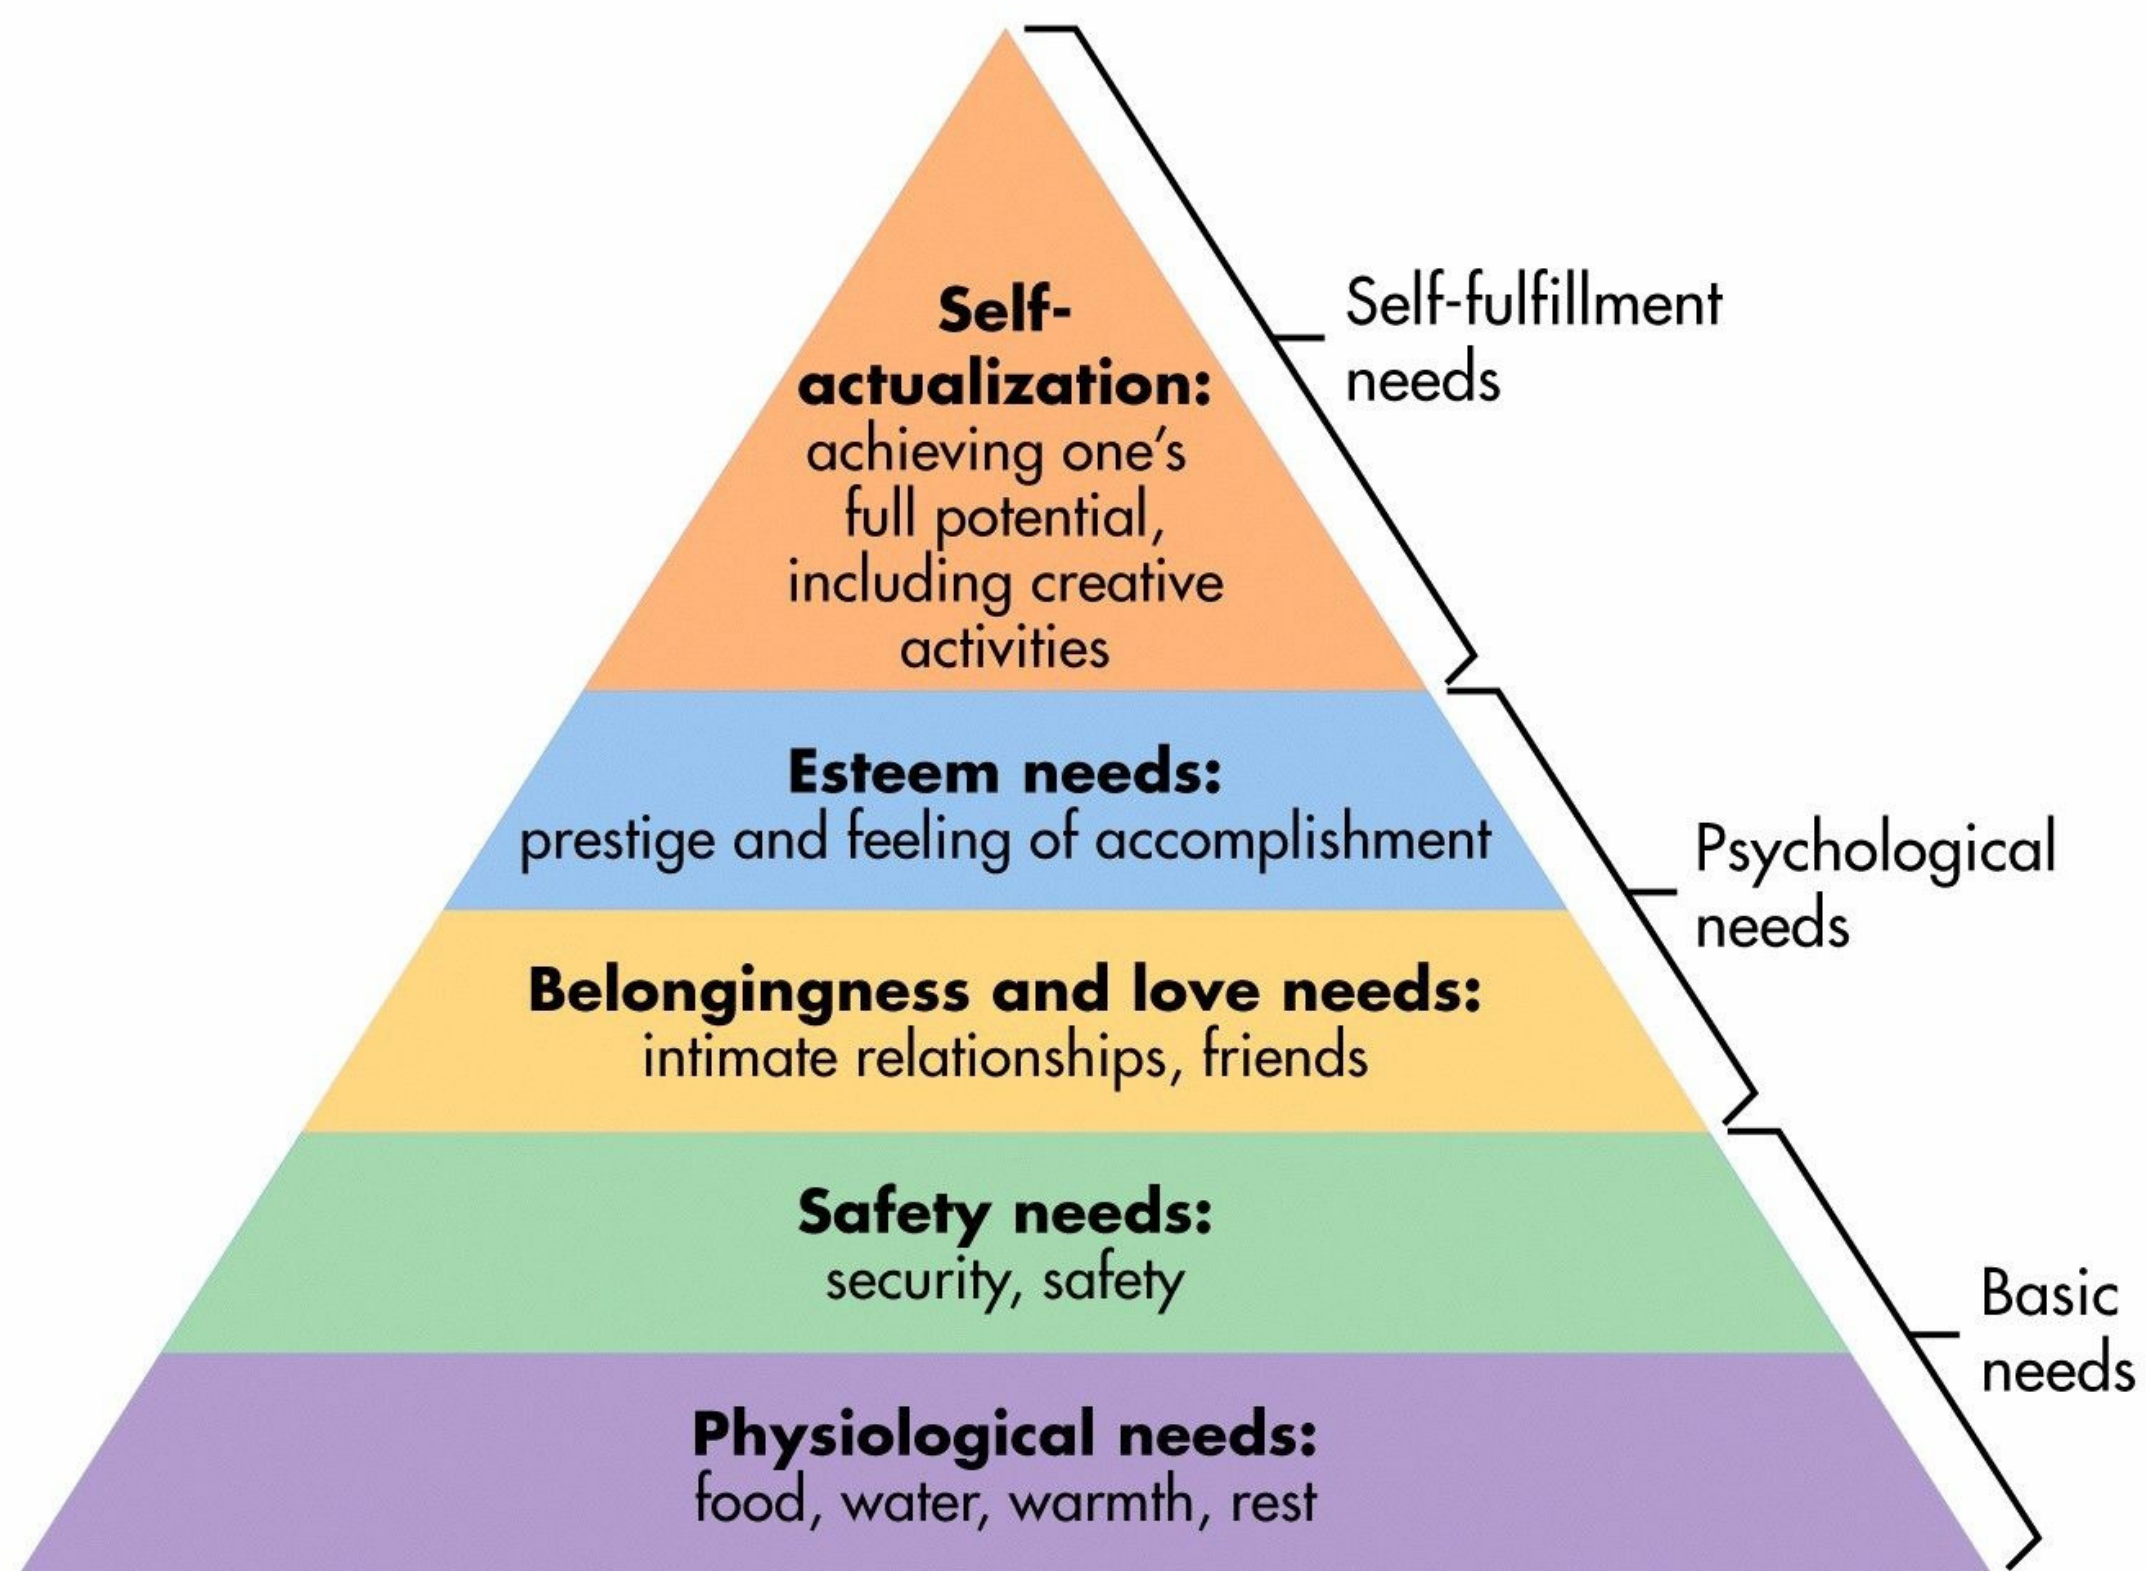 Self-
actualization:
achieving one’s
full potential,
including creative
activities
Self-fulfillment
needs
Esteem needs:
prestige and feeling of accomplishment
Belongingness and love needs:
intimate relationships, friends
Psychological
needs
Safety needs:
security, safety
Physiological needs:
food, water, warmth, rest
Basic
needs